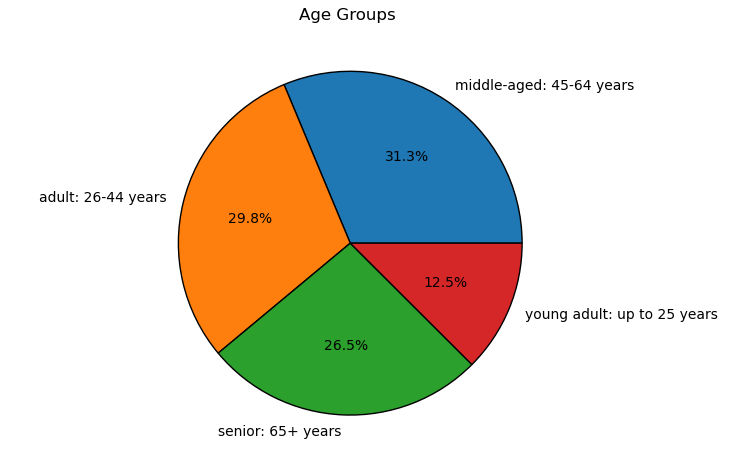 Age Groups
middle-aged: 45-64 years
31.3%
adult: 26-44 years
29.8%
12.5%
young adult: up to 25 years
26.5%
senior: 65+ years